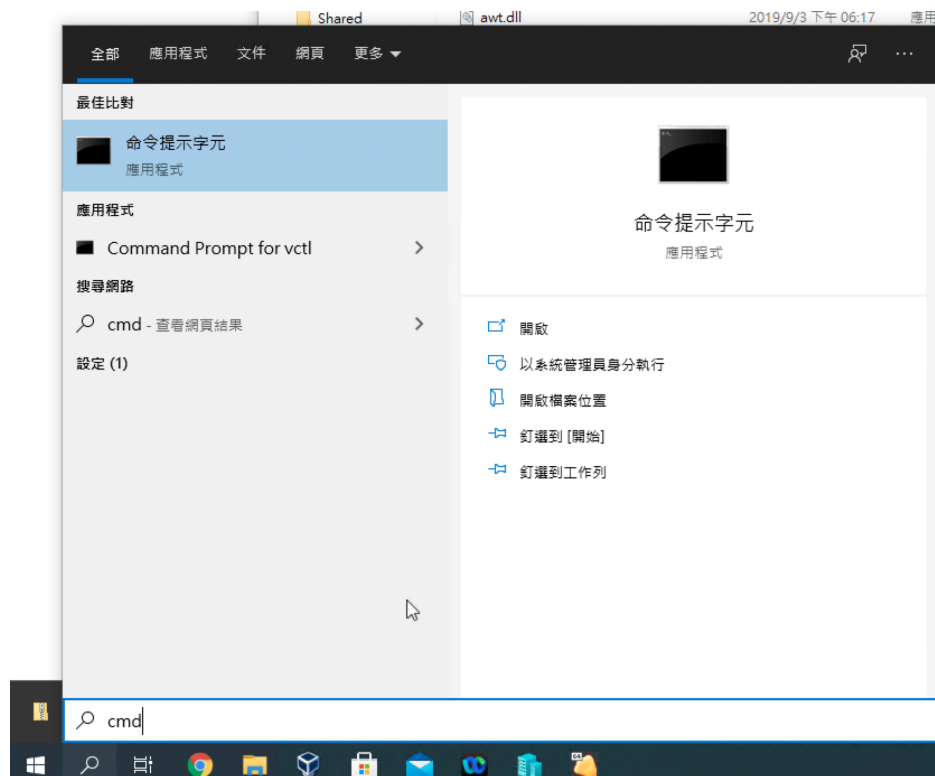 Shared
awt.dll
2019/9/3 下午 06:17
應用
全部 應用程式 文件 網頁 更多
最佳比對
命令提示字元
應用程式
應用程式
Command Prompt for vctl
搜尋網路
cmd - 查看網頁結果
設定 (1)
命令提示字元
應用程式
開啟
以系統管理員身分執行
開啟檔案位置
釘選到 [開始]
釘選到工作列
cmd
64